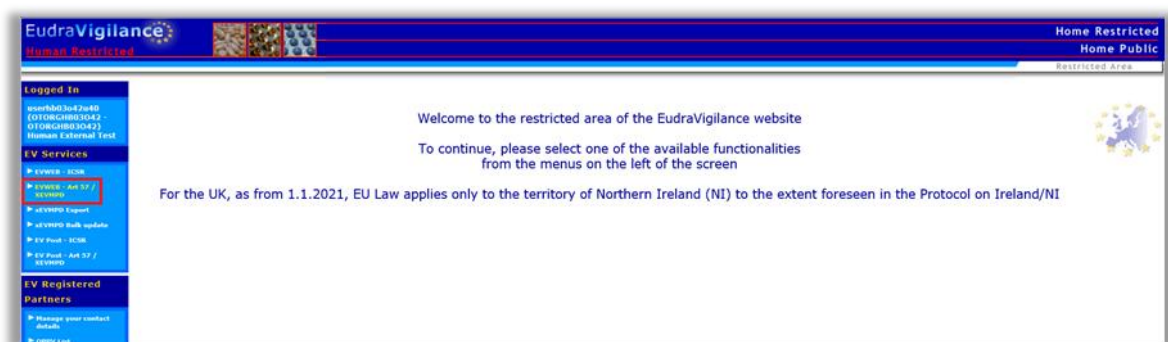 EudraVigilance
Human Restricted
Home Restricted
Home Public
Restricted Area
Logged In
userhb03o42u40
(OTORGHB03O42 -
OTORGHB03O42)
Human External Test
EV Services
EVWEB - ICSR
EVWEB - Art 57 /
XEVMPD
xEVMPD Export
xEVMPD Bulk update
EV Post - ICSR
EV Post - Art 57 /
XEVMPD
EV Registered
Partners
Manage your contact
details
Welcome to the restricted area of the EudraVigilance website
To continue, please select one of the available functionalities
from the menus on the left of the screen
For the UK, as from 1.1.2021, EU Law applies only to the territory of Northern Ireland (NI) to the extent foreseen in the Protocol on Ireland/NI